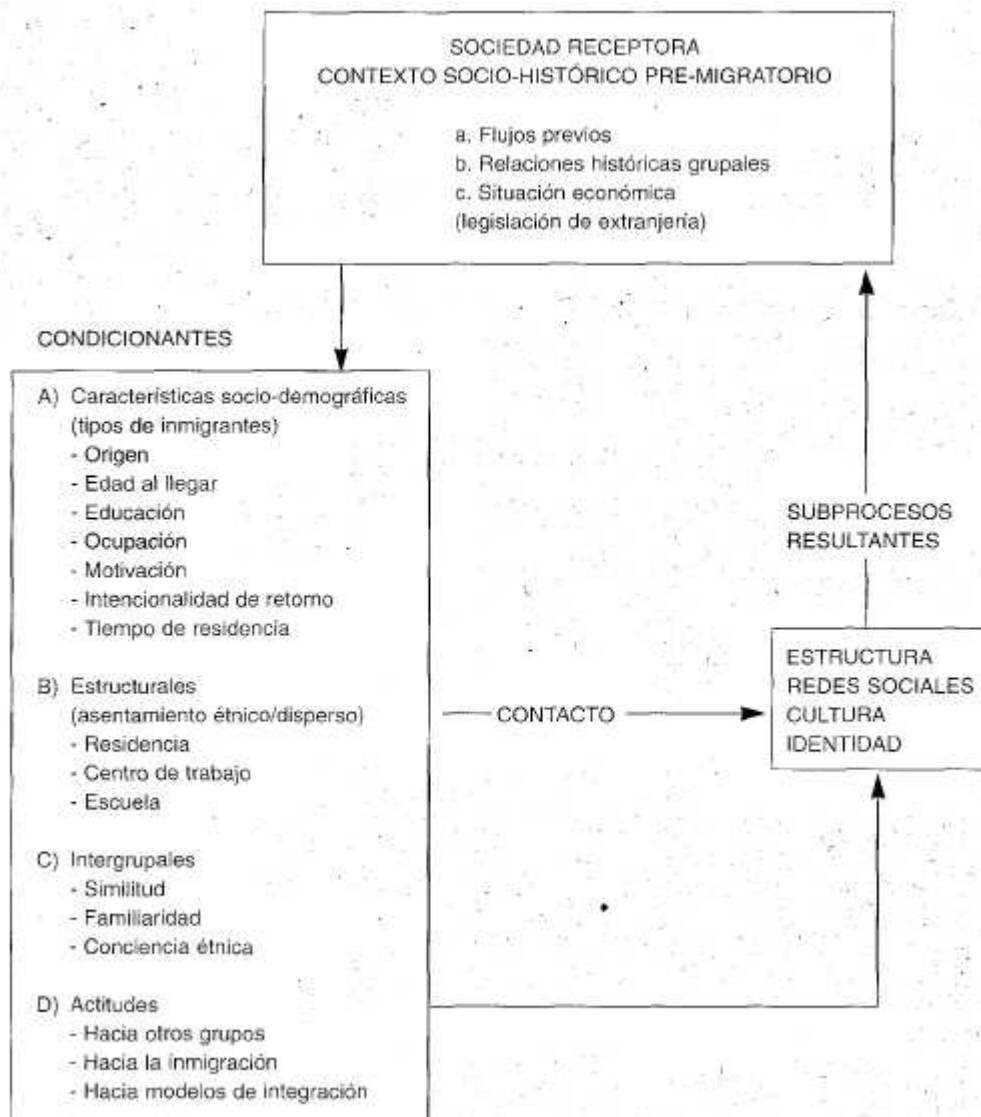 SOCIEDAD RECEPTORA
CONTEXTO SOCIO-HISTÓRICO PRE-MIGRATORIO
a. Flujos previos
b. Relaciones históricas grupales
c. Situación económica
(legislación de extranjería)
CONDICIONANTES
A) Características socio-demográficas
(tipos de inmigrantes)
- Origen
- Edad al llegar
- Educación
- Ocupación
- Motivación
- Intencionalidad de retorno
- Tiempo de residencia
B) Estructurales
(asentamiento étnico/disperso)
- Residencia
- Centro de trabajo
- Escuela
C) Intergrupales
- Similitud
- Familiaridad
- Conciencia étnica
D) Actitudes
- Hacia otros grupos
- Hacia la inmigración
- Hacia modelos de integración
CONTACTO
SUBPROCESOS
RESULTANTES
ESTRUCTURA
REDES SOCIALES
CULTURA
IDENTIDAD